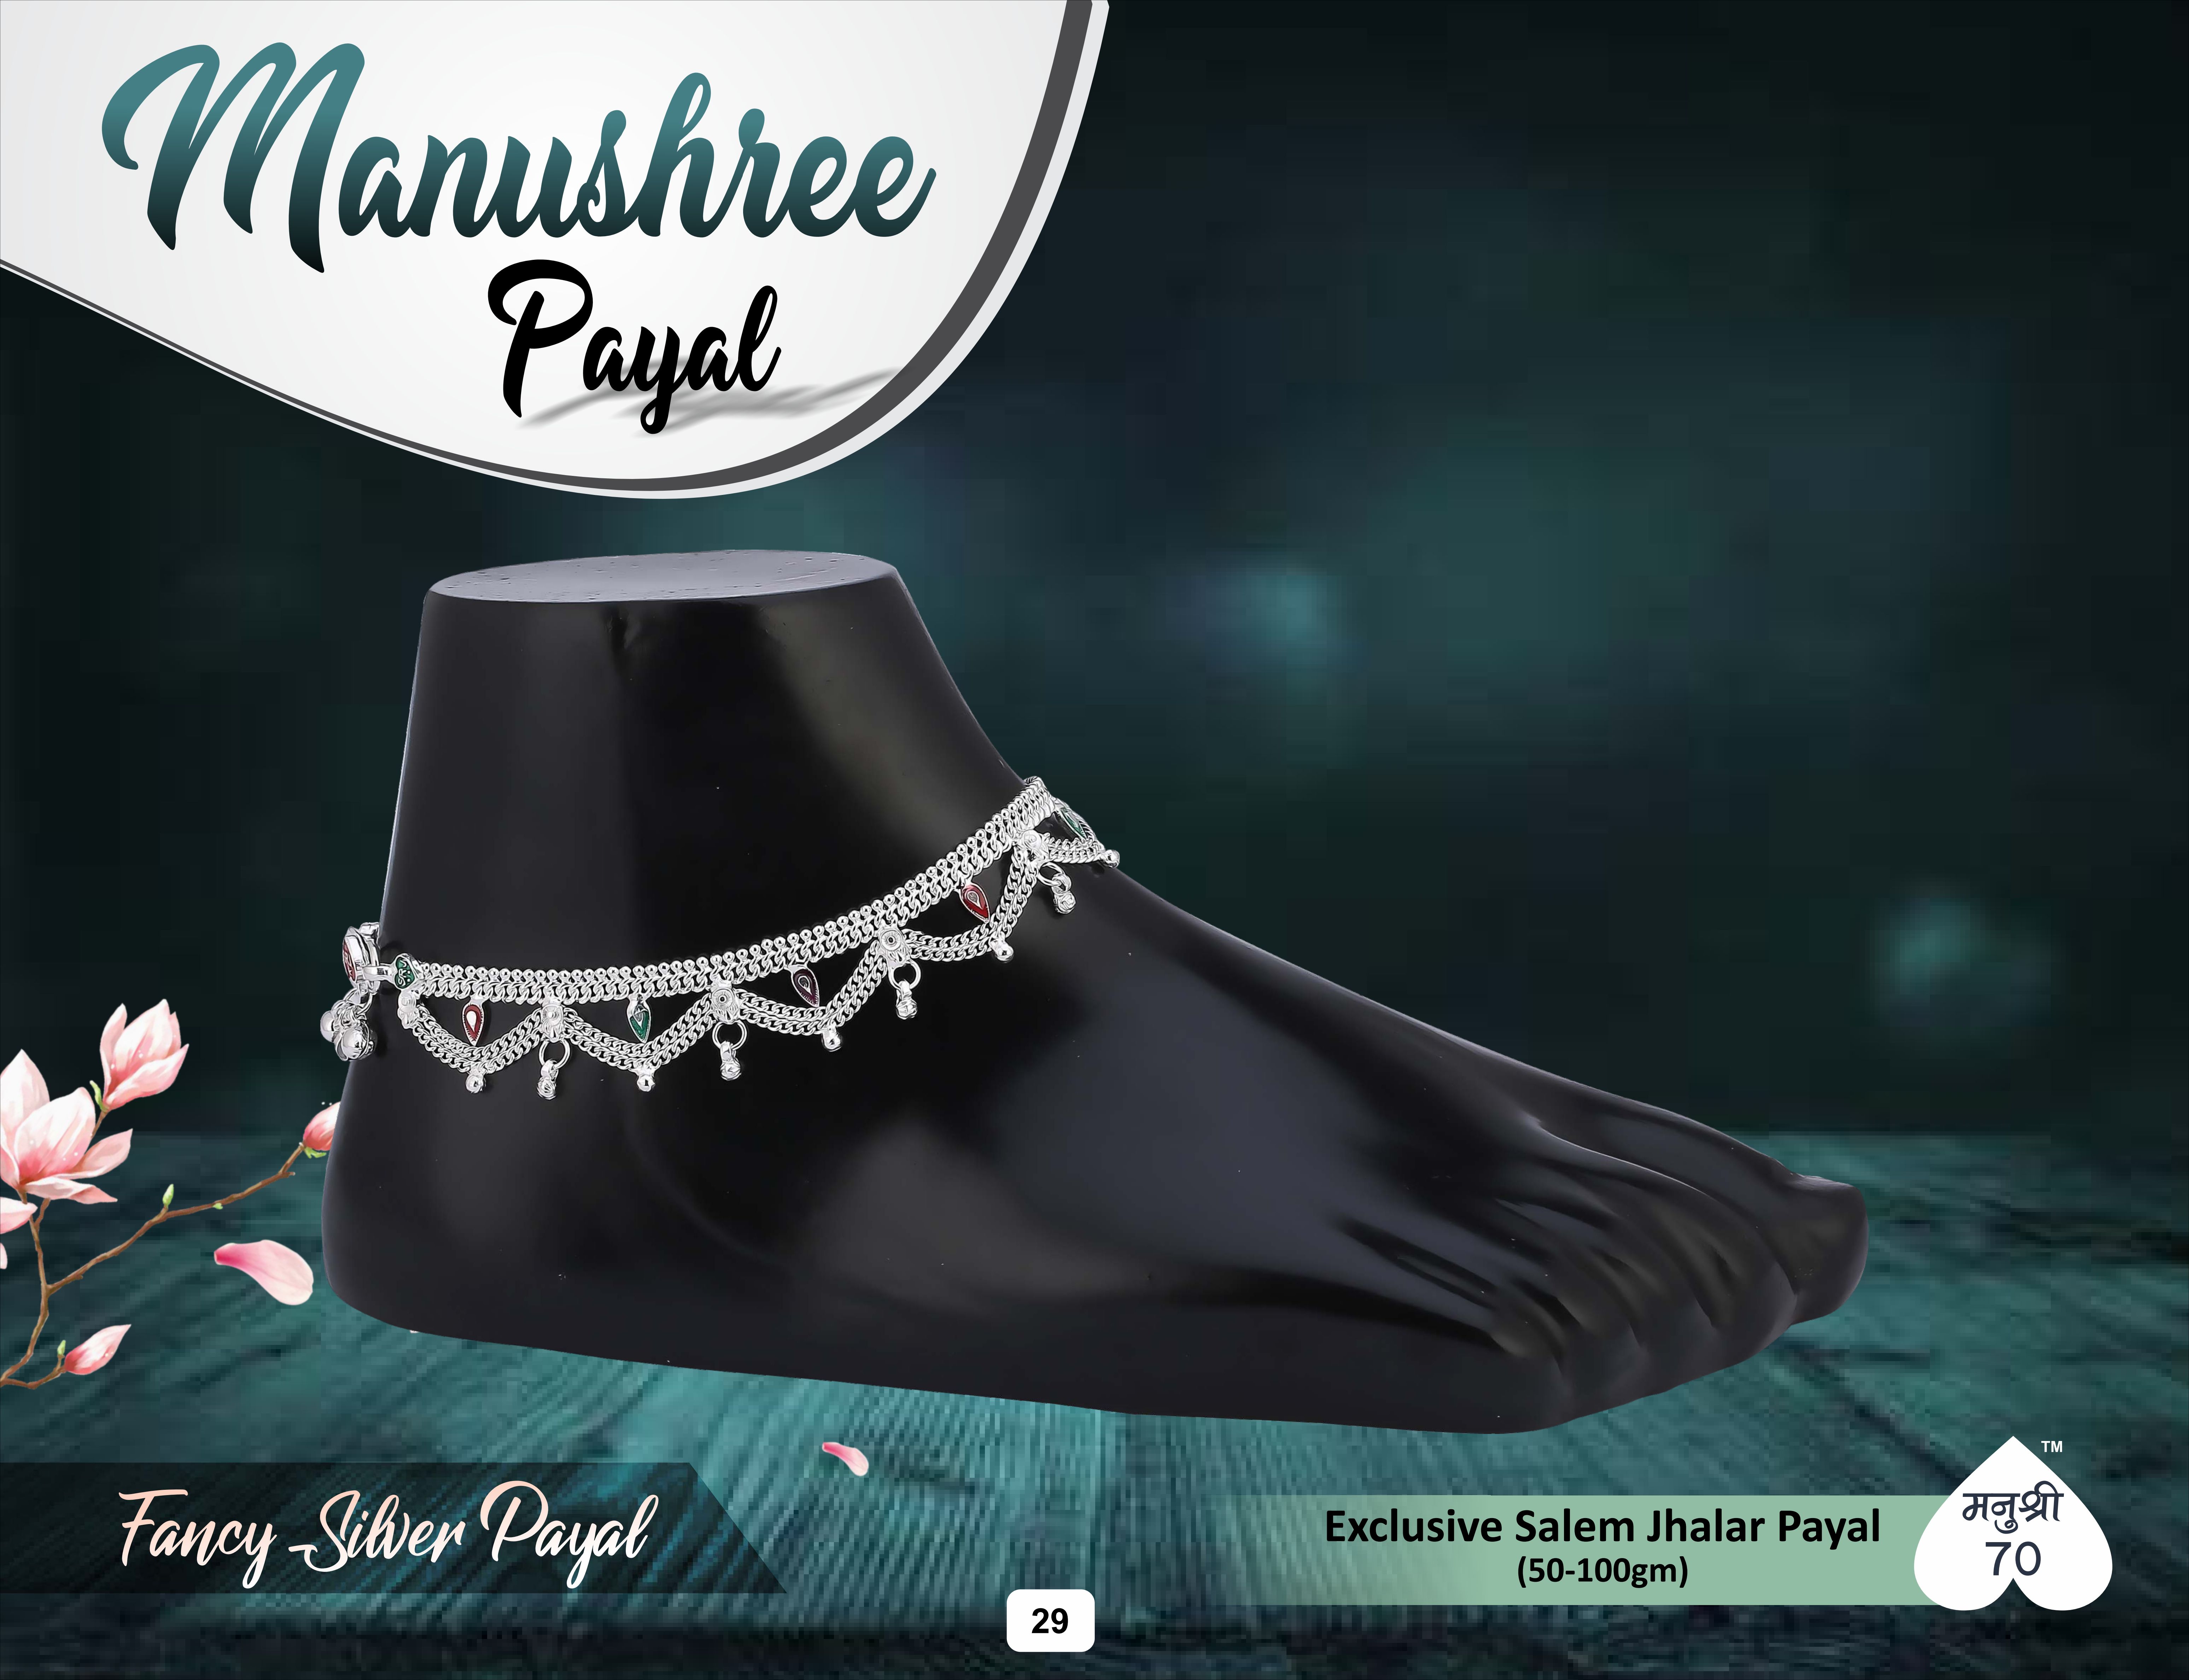 Manushree
Payal
Fancy Silver Payal
Exclusive Salem Jhalar Payal
(50-100gm)
TM
मनुश्री
70
29